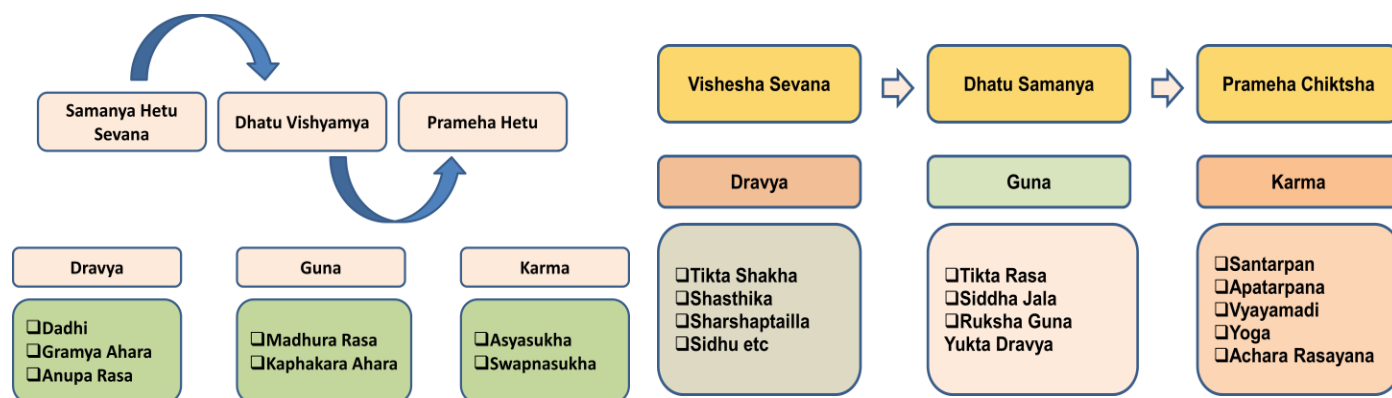 Samanya Hetu
Sevana
Dhatu Vishyamya
Prameha Hetu
Dravya
Guna
Karma
❑Dadhi
❑Gramya Ahara
❑Anupa Rasa
❑Madhura Rasa
❑Kaphakara Ahara
❑Asyasukha
❑Swapnasukha
Vishesha Sevana
Dhatu Samanya
Prameha Chiktsha
Dravya
Guna
Karma
❑Tikta Shakha
❑Shasthika
❑Sharshaptailla
❑Sidhu etc
❑Tikta Rasa
❑Siddha Jala
❑Ruksha Guna
Yukta Dravya
❑Santarpan
❑Apatarpana
❑Vyayamadi
❑Yoga
❑Achara Rasayana